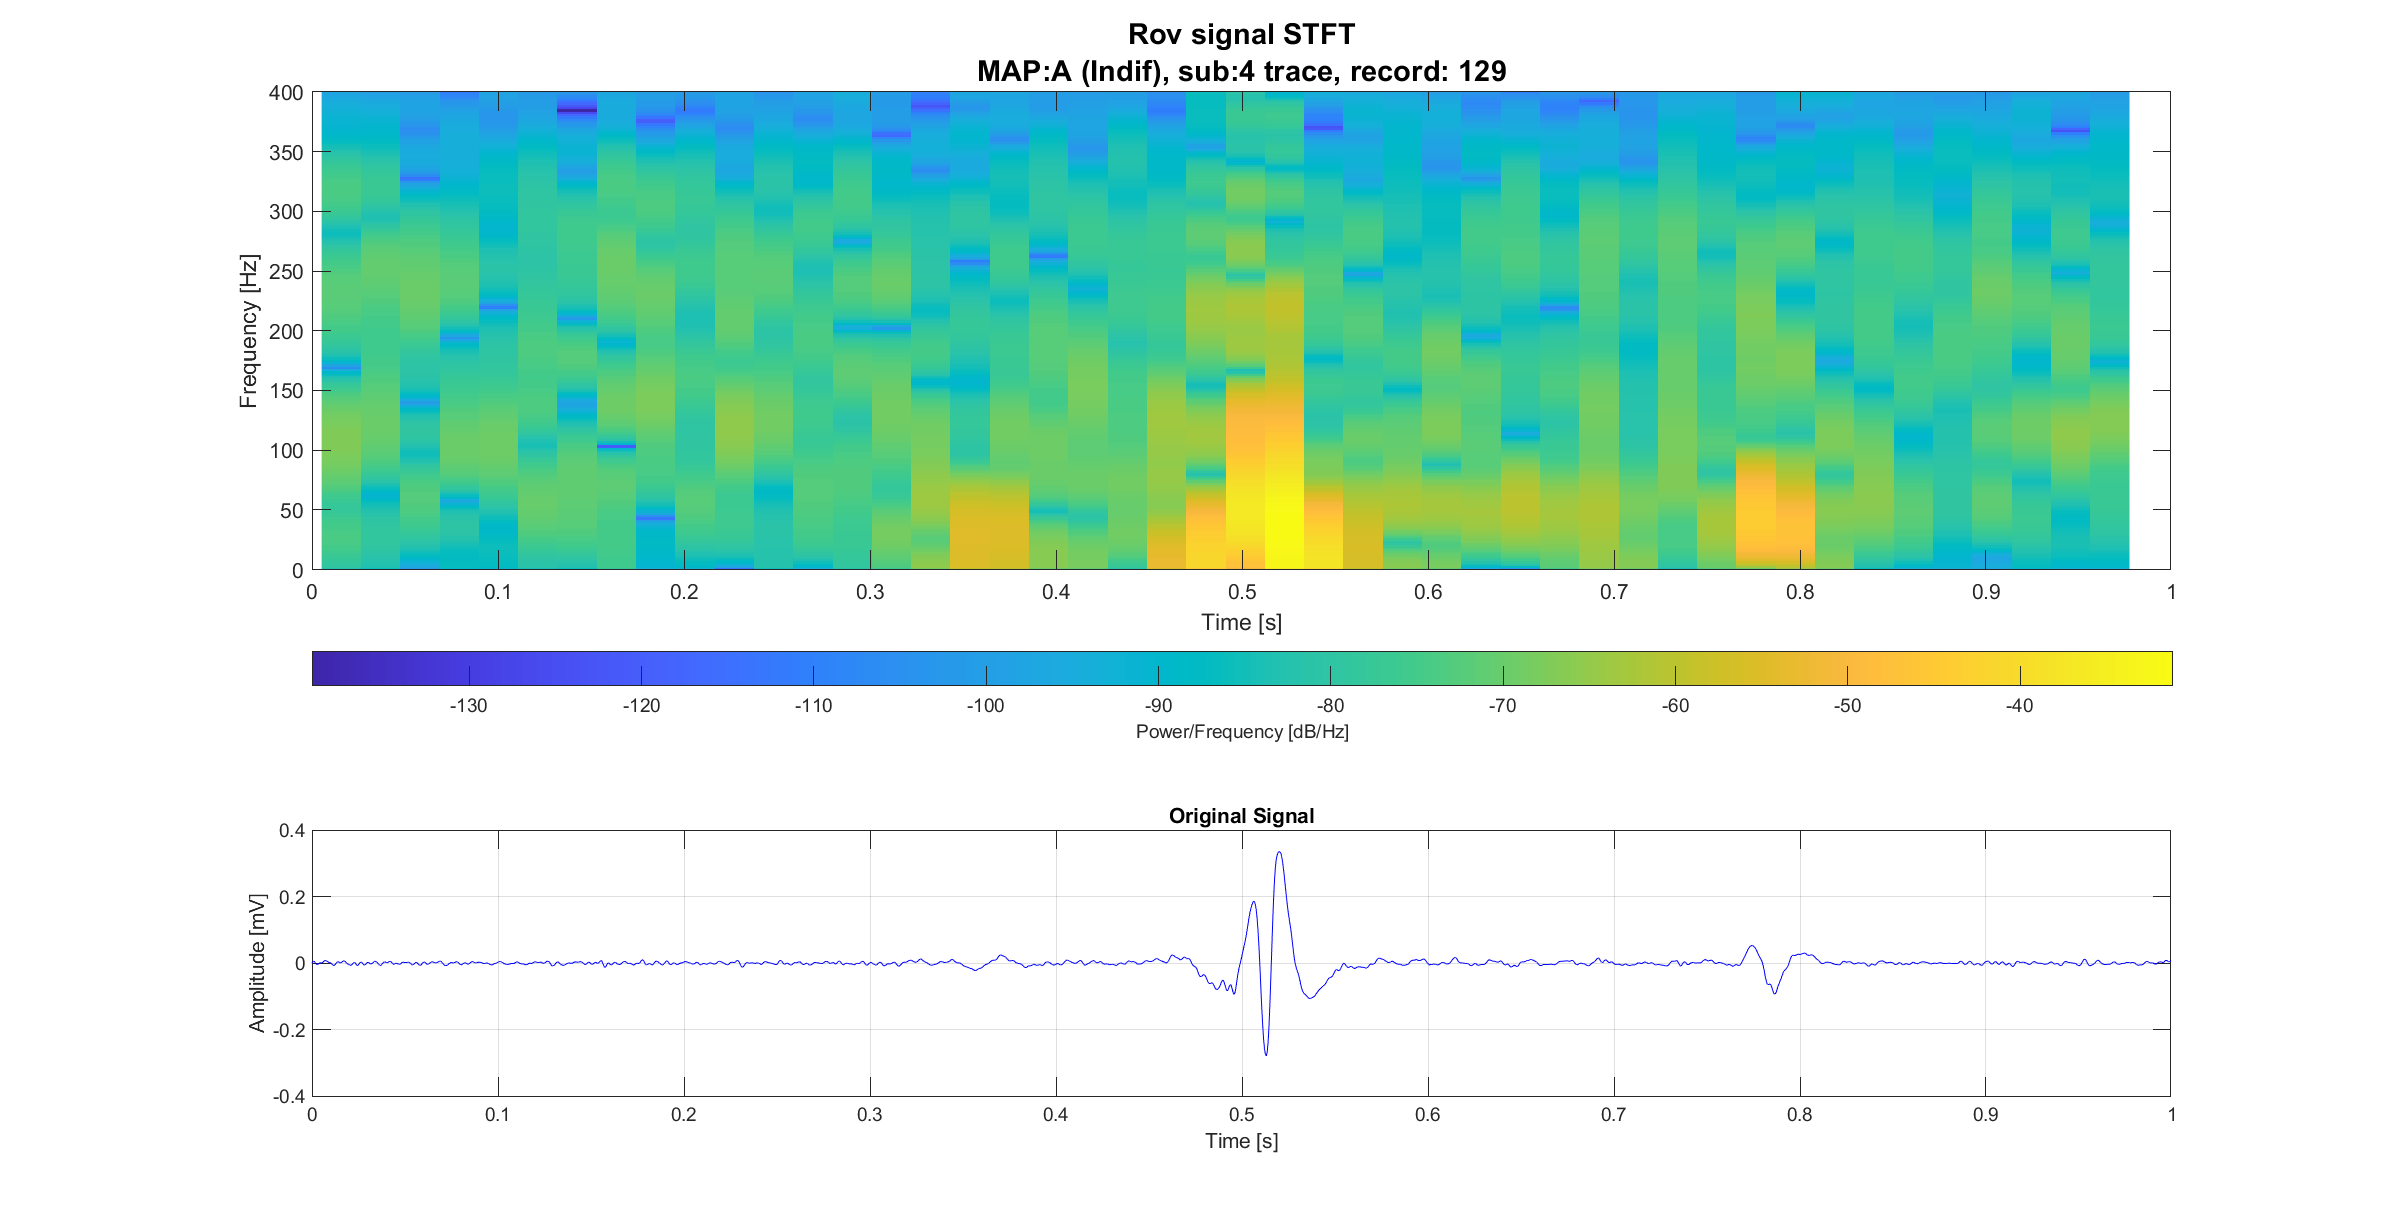 Rov signal STFT
MAP:A (Indif), sub:4 trace, record: 129
400
350
300
250
200
150
100
50
0
Frequency [Hz]
0 0.1 0.2 0.3 0.4 0.5 0.6 0.7 0.8 0.9 1
Time [s]
-130 -120 -110 -100 -90 -80 -70 -60 -50 -40
Power/Frequency [dB/Hz]
Original Signal
0.4
0.2
0
-0.2
-0.4
Amplitude [mV]
0 0.1 0.2 0.3 0.4 0.5 0.6 0.7 0.8 0.9 1
Time [s]